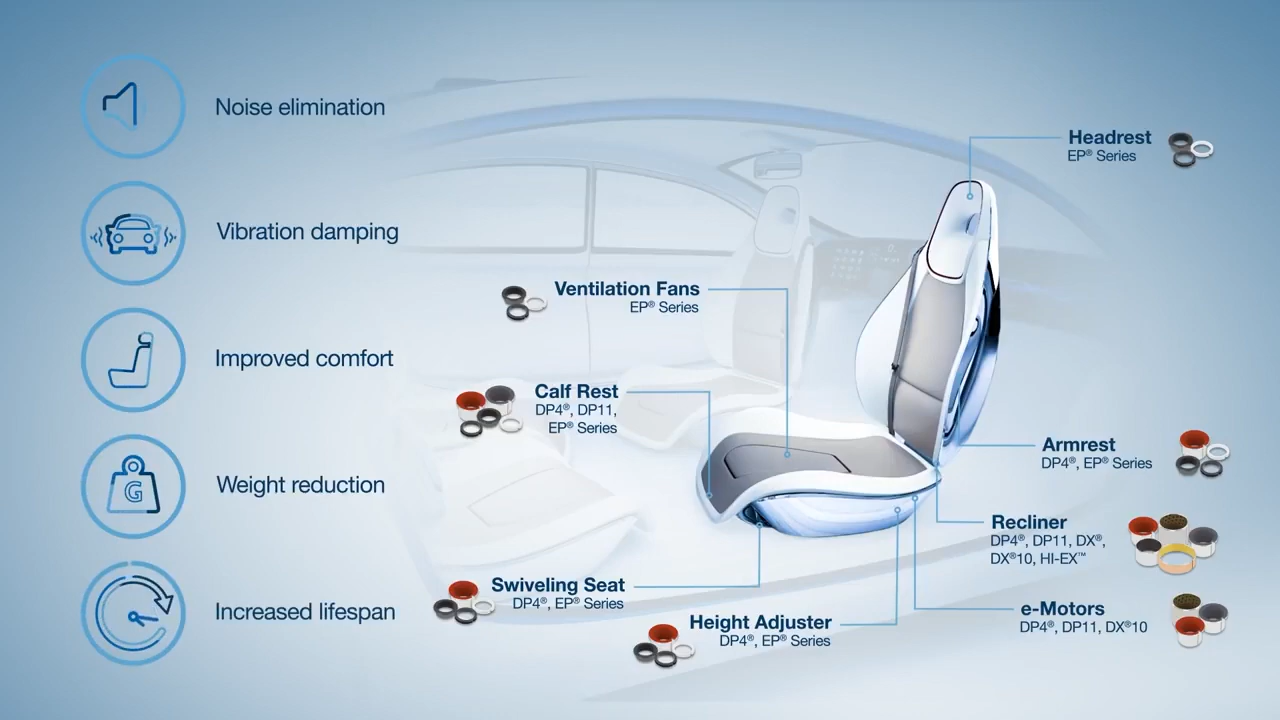 Noise elimination
Vibration damping
Improved comfort
G
Weight reduction
Increased lifespan
Headrest
EP® Series
Ventilation Fans
EP® Series
Calf Rest
DP4®, DP11,
EP® Series
Armrest
DP4®, EP® Series
Recliner
DP4®, DP11, DX®,
DX®10, HI-EX™
Swiveling Seat
DP4®, EP® Series
e-Motors
DP4®, DP11, DX®10
Height Adjuster
DP4®, EP® Series